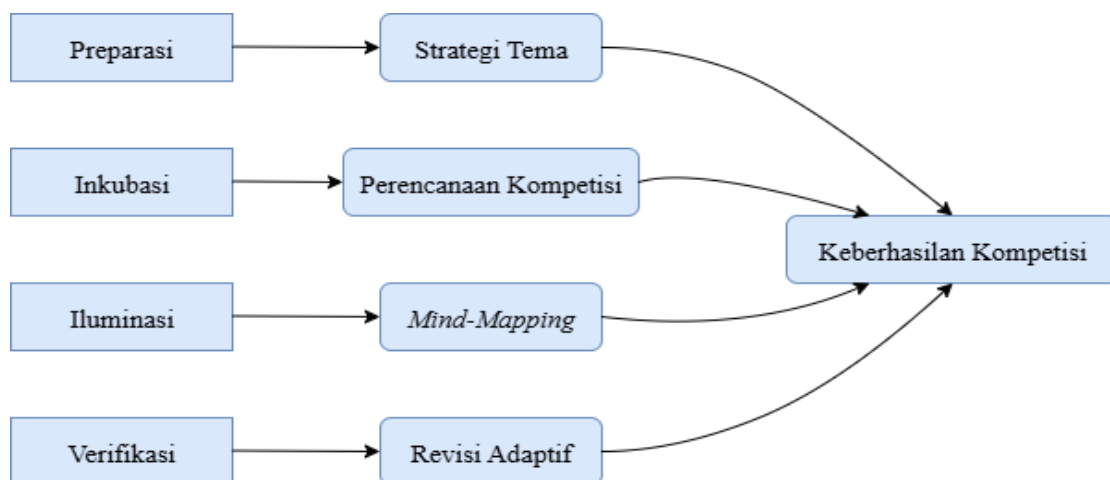 Preparasi
Strategi Tema
Inkubasi
Perencanaan Kompetisi
Keberhasilan Kompetisi
Iluminasi
Mind-Mapping
Verifikasi
Revisi Adaptif